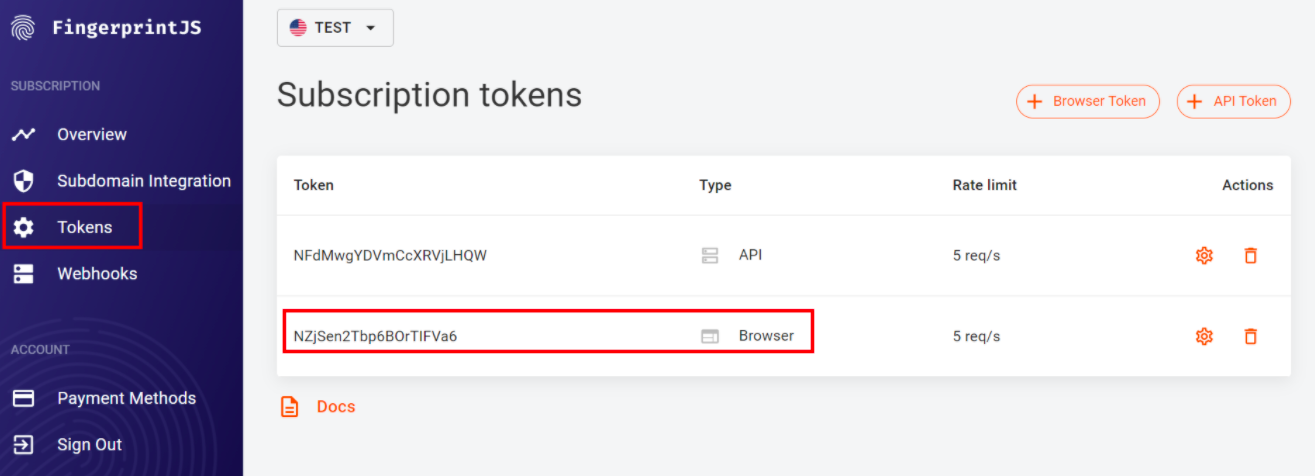 FingerprintJS
TEST
SUBSCRIPTION
Overview
Subdomain Integration
Tokens
Webhooks
ACCOUNT
Payment Methods
Sign Out
Subscription tokens
+ Browser Token
+ API Token
Token Type Rate limit Actions
NFdMwgYDVmCcXRVjLHQW API 5 req/s
NZjSen2Tbp6BOrTIFVa6 Browser 5 req/s
Docs